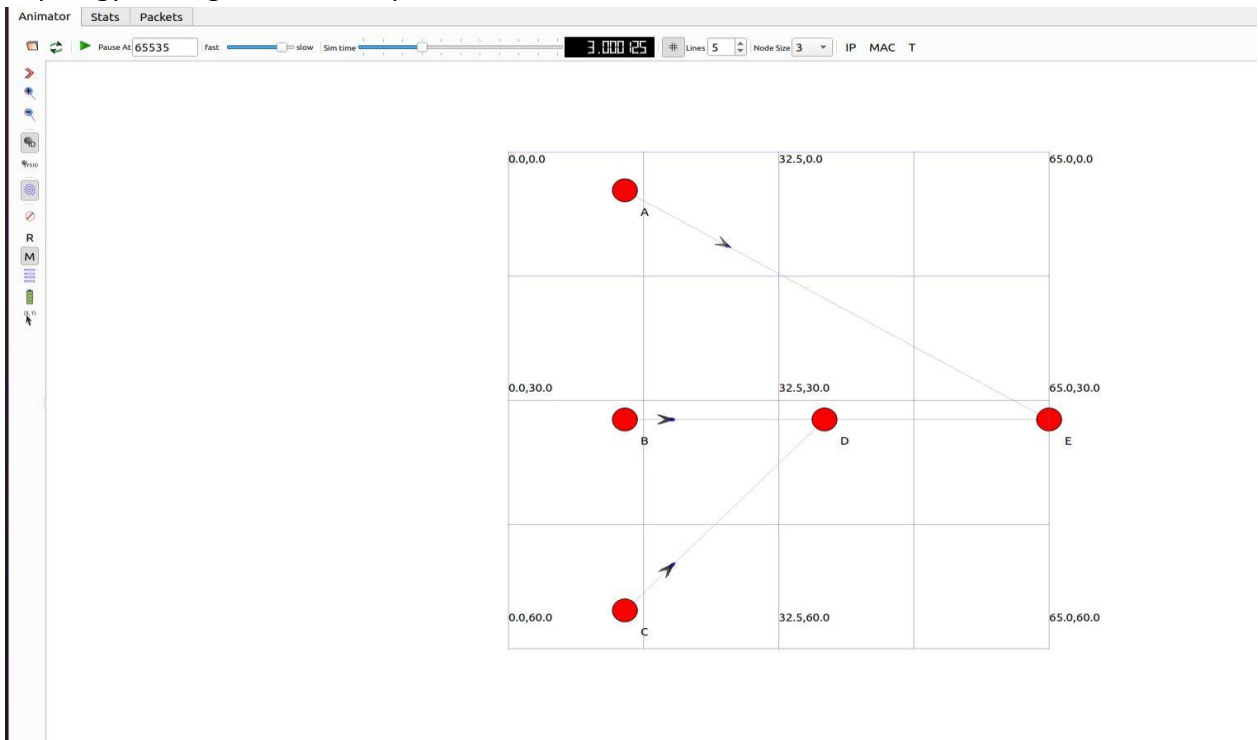 Animator Stats Packets
Pause At 65535 fast slow Sim time 3.000125 # Lines 5 Node Size 3 IP MAC T
ID
SYSID
R
M
(X,Y)
0.0,0.0 32.5,0.0 65.0,0.0
A
0.0,30.0 32.5,30.0 65.0,30.0
B D E
0.0,60.0 32.5,60.0 65.0,60.0
C